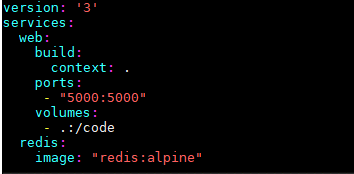 version: '3'
services:
  web:
    build:
      context: .
    ports:
     - "5000:5000"
    volumes:
     - .:/code
  redis:
    image: "redis:alpine"